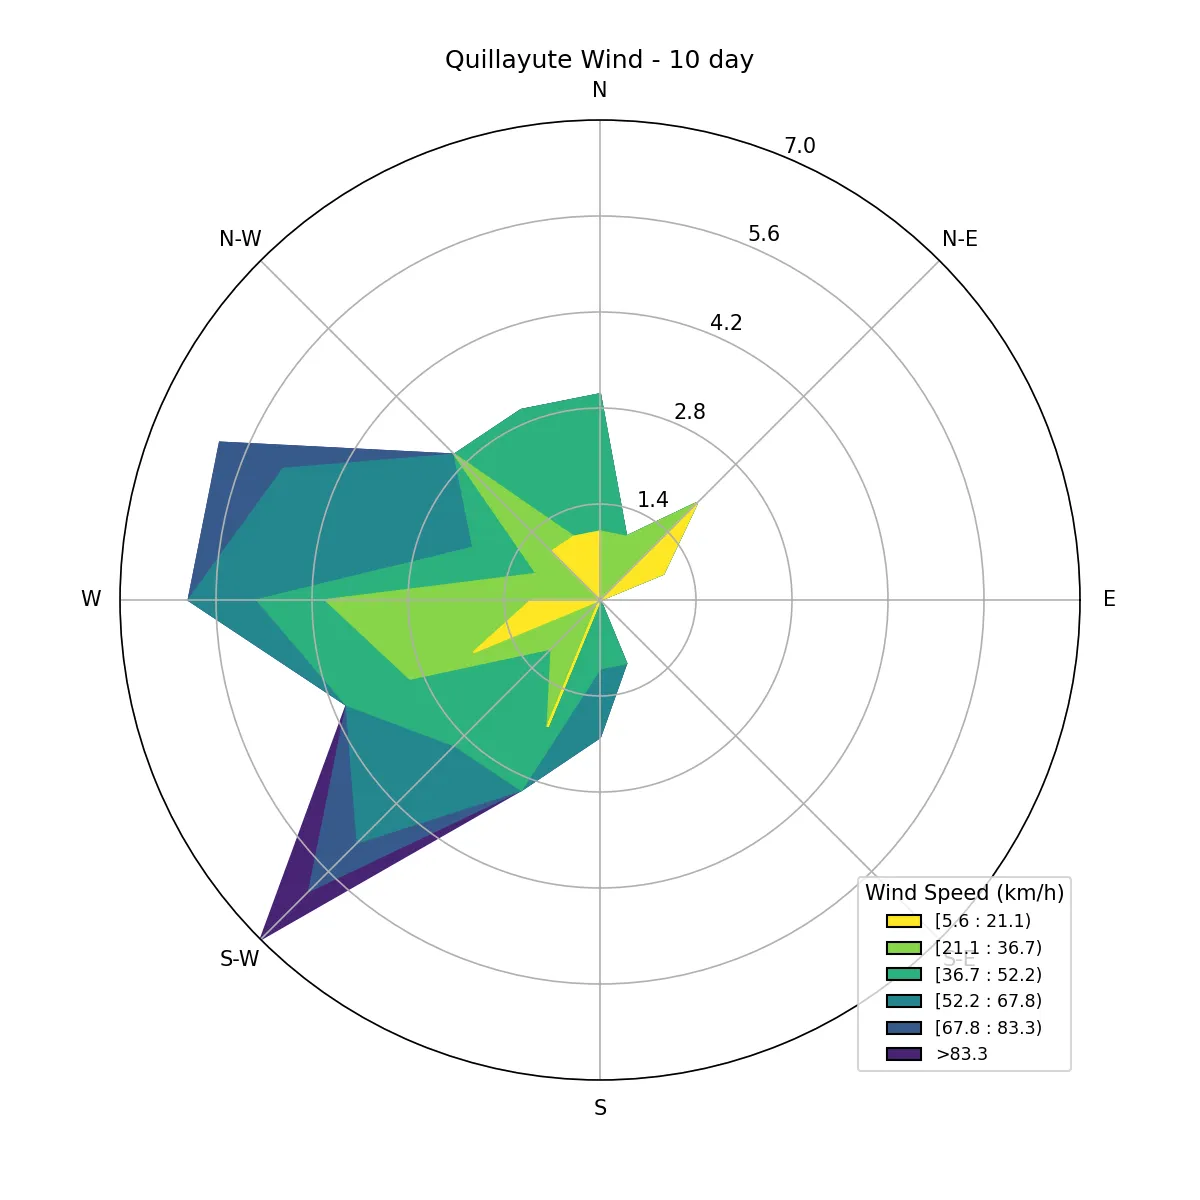 Quillayute Wind - 10 day
N
7.0
N-W
5.6
N-E
4.2
2.8
1.4
W
E
S-W
S-E
S
Wind Speed (km/h)
[5.6 : 21.1)
[21.1 : 36.7)
[36.7 : 52.2)
[52.2 : 67.8)
[67.8 : 83.3)
>83.3